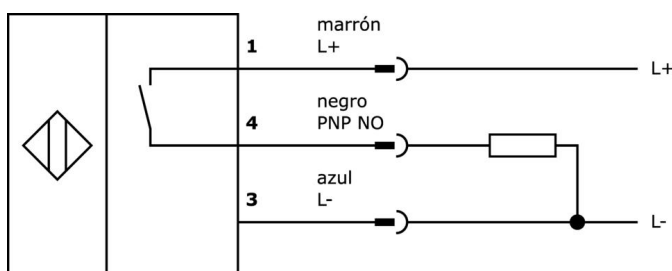 marrón
1 L+
L+
negro
4 PNP NO
azul
3 L-
L-